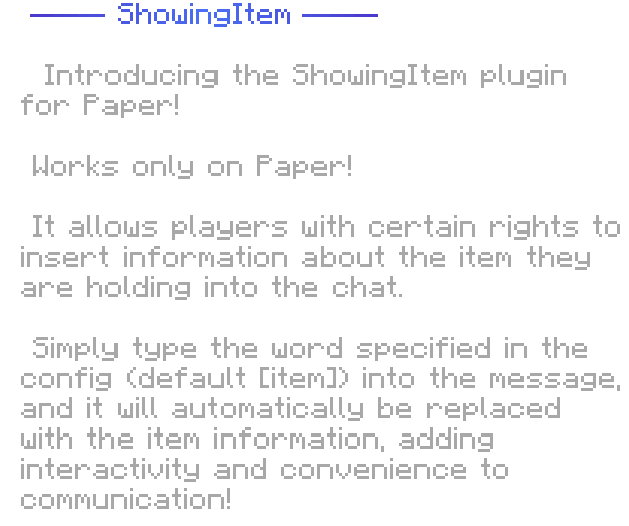 ShowingItem
Introducing the ShowingItem plugin
for Paper!
Works only on Paper!
It allows players with certain rights to
insert information about the item they
are holding into the chat.
Simply type the word specified in the
config (default [item]) into the message,
and it will automatically be replaced
with the item information, adding
interactivity and convenience to
communication!